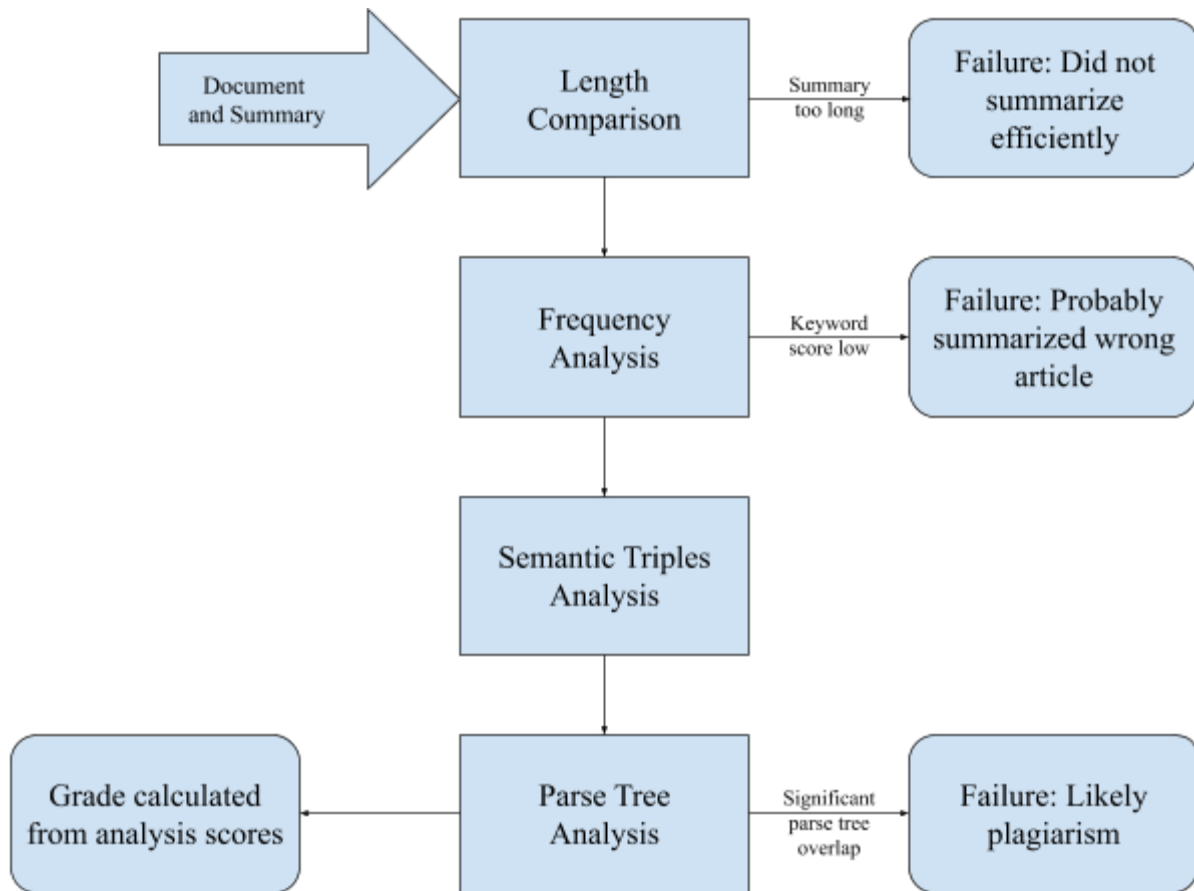 Document
and Summary
Length
Comparison
Summary
too long
Failure: Did not
summarize
efficiently
Frequency
Analysis
Keyword
score low
Failure: Probably
summarized wrong
article
Semantic Triples
Analysis
Grade calculated
from analysis scores
Parse Tree
Analysis
Significant
parse tree
overlap
Failure: Likely
plagiarism